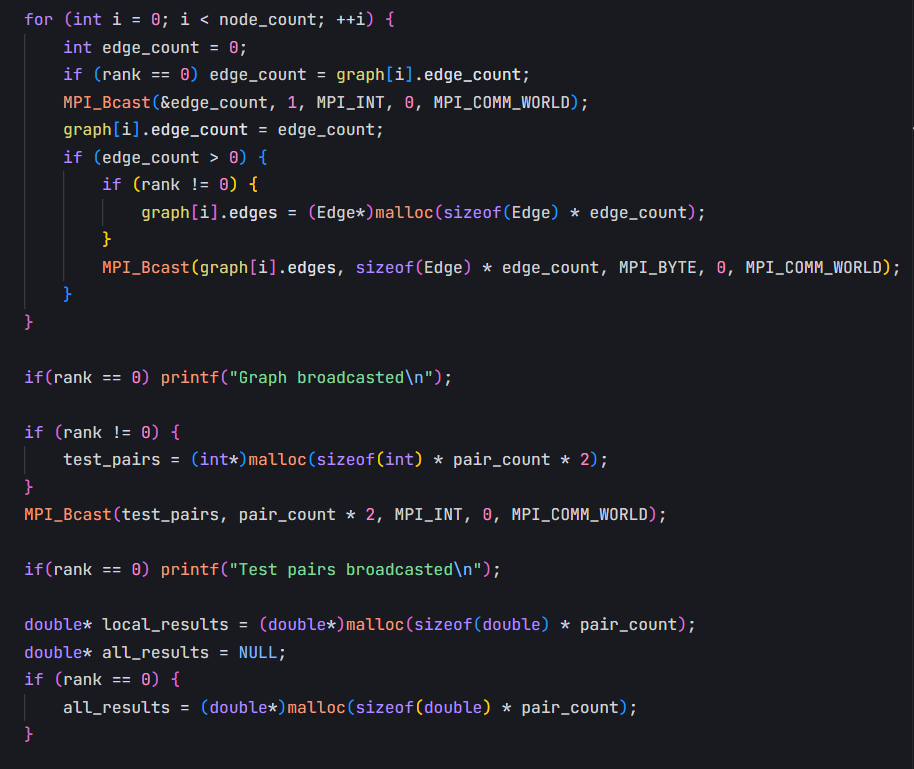 for (int i = 0; i < node_count; ++i) {
    int edge_count = 0;
    if (rank == 0) edge_count = graph[i].edge_count;
    MPI_Bcast(&edge_count, 1, MPI_INT, 0, MPI_COMM_WORLD);
    graph[i].edge_count = edge_count;
    if (edge_count > 0) {
        if (rank != 0) {
            graph[i].edges = (Edge*)malloc(sizeof(Edge) * edge_count);
        }
        MPI_Bcast(graph[i].edges, sizeof(Edge) * edge_count, MPI_BYTE, 0, MPI_COMM_WORLD);
    }
}

if(rank == 0) printf("Graph broadcasted\n");

if (rank != 0) {
    test_pairs = (int*)malloc(sizeof(int) * pair_count * 2);
}
MPI_Bcast(test_pairs, pair_count * 2, MPI_INT, 0, MPI_COMM_WORLD);

if(rank == 0) printf("Test pairs broadcasted\n");

double* local_results = (double*)malloc(sizeof(double) * pair_count);
double* all_results = NULL;
if (rank == 0) {
    all_results = (double*)malloc(sizeof(double) * pair_count);
}